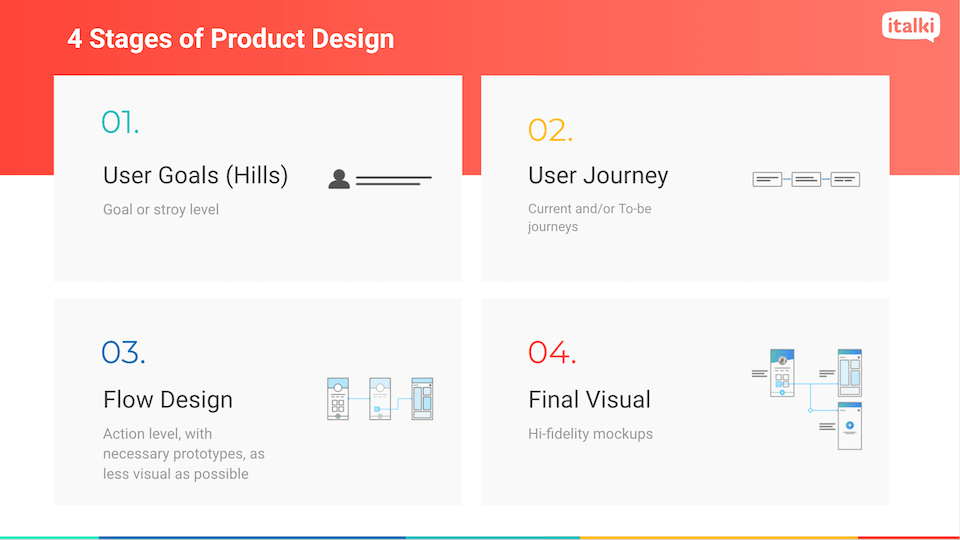 4 Stages of Product Design
italki
01.
User Goals (Hills)
Goal or stroy level
02.
User Journey
Current and/or To-be
journeys
03.
Flow Design
Action level, with
necessary prototypes, as
less visual as possible
04.
Final Visual
Hi-fidelity mockups